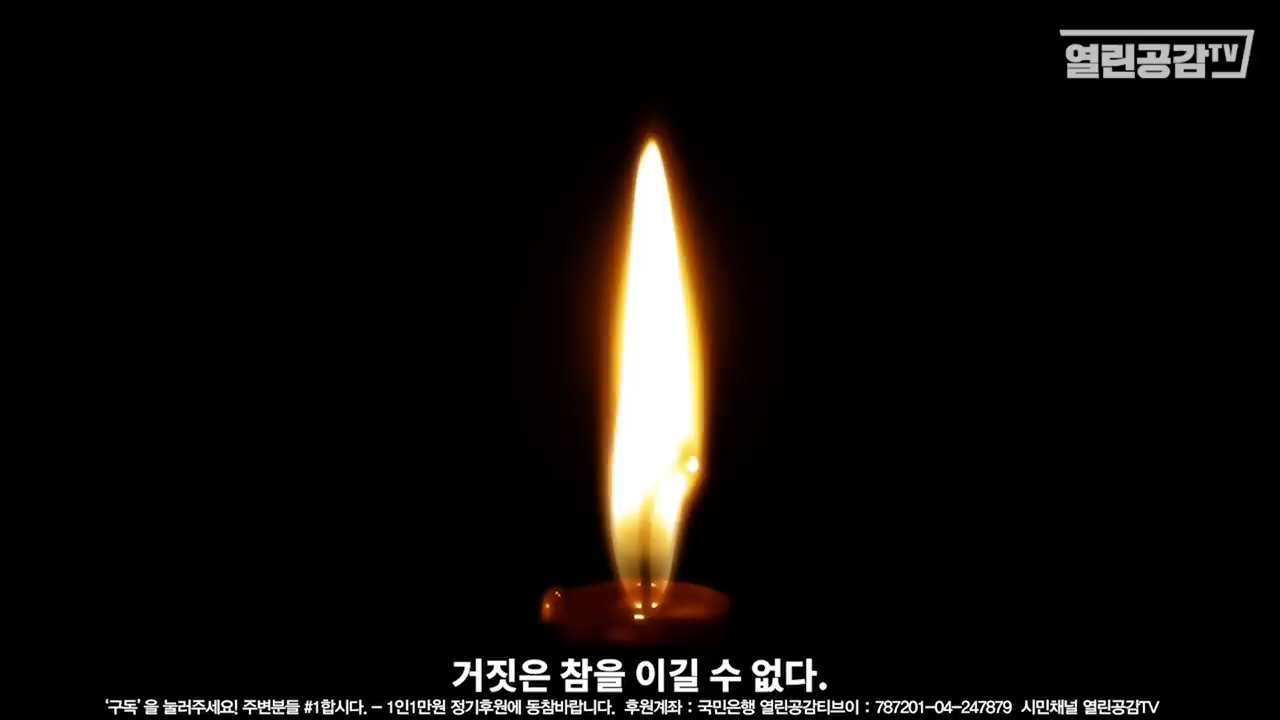 열린공감TV
거짓은 참을 이길 수 없다.
‘구독’을 눌러주세요! 주변분들 #1합시다. - 1인1만원 정기후원에 동참바랍니다. 후원계좌 : 국민은행 열린공감티브이 : 787201-04-247879 시민채널 열린공감TV